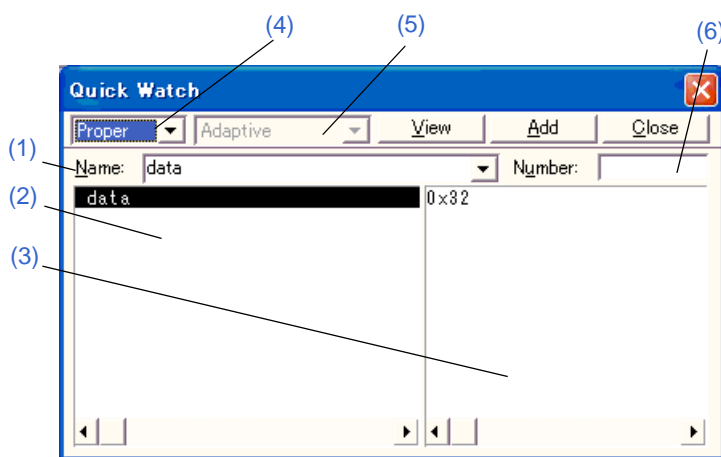 (4) (5) (6)
Quick Watch
Proper Adaptive View Add Close
(1) Name: data Number:
(2) data 0x32
(3)